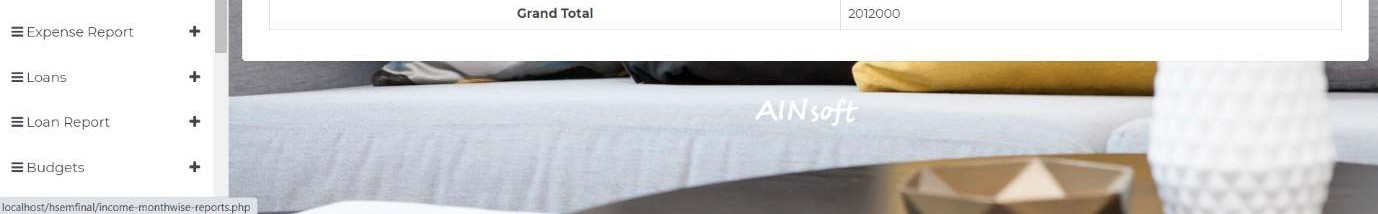 Expense Report
Loans
Loan Report
Budgets
Grand Total 2012000
AINsoft
localhost/hsemfinal/income-monthwise-reports.php